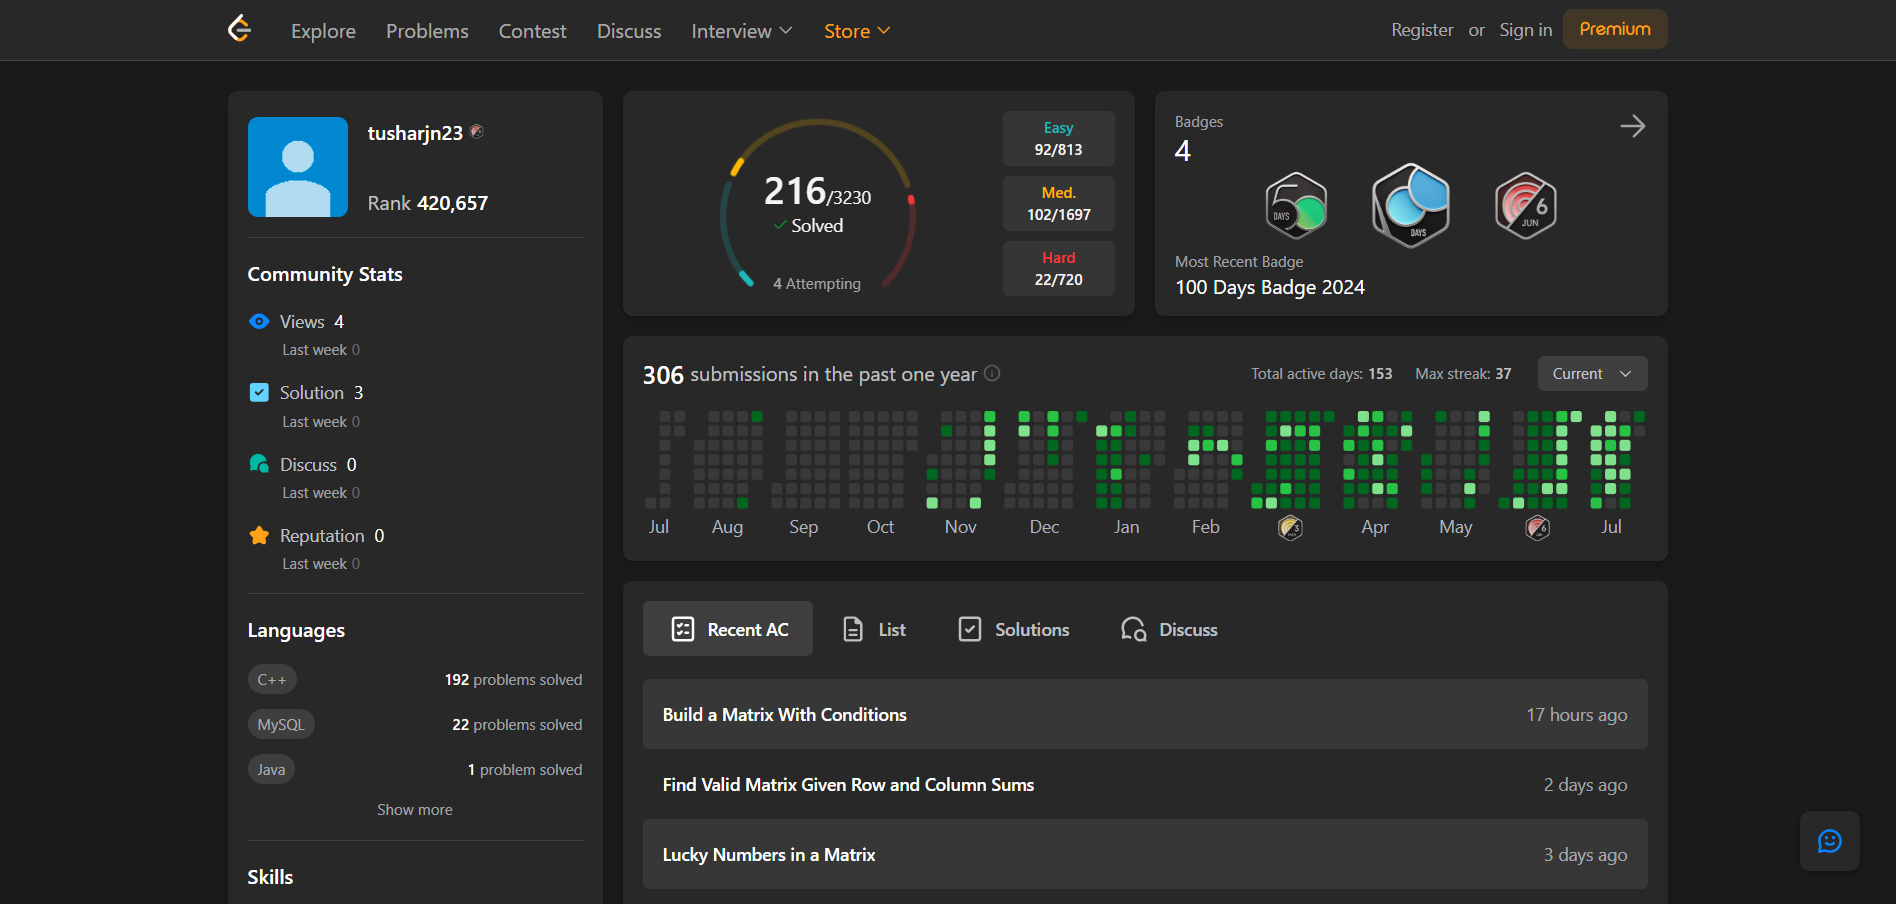 Explore Problems Contest Discuss Interview Store Register or Sign in Premium
tusharjn23
Rank 420,657
Community Stats
Views 4
Last week 0
Solution 3
Last week 0
Discuss 0
Last week 0
Reputation 0
Last week 0
Languages
C++ 192 problems solved
MySQL 22 problems solved
Java 1 problem solved
Show more
Skills
216/3230
Solved
4 Attempting
Easy
92/813
Med.
102/1697
Hard
22/720
Badges
4
5 DAYS
DAYS
6 JUN
Most Recent Badge
100 Days Badge 2024
306 submissions in the past one year
Total active days: 153 Max streak: 37 Current
Jul Aug Sep Oct Nov Dec Jan Feb Apr May Jul
Recent AC List Solutions Discuss
Build a Matrix With Conditions 17 hours ago
Find Valid Matrix Given Row and Column Sums 2 days ago
Lucky Numbers in a Matrix 3 days ago